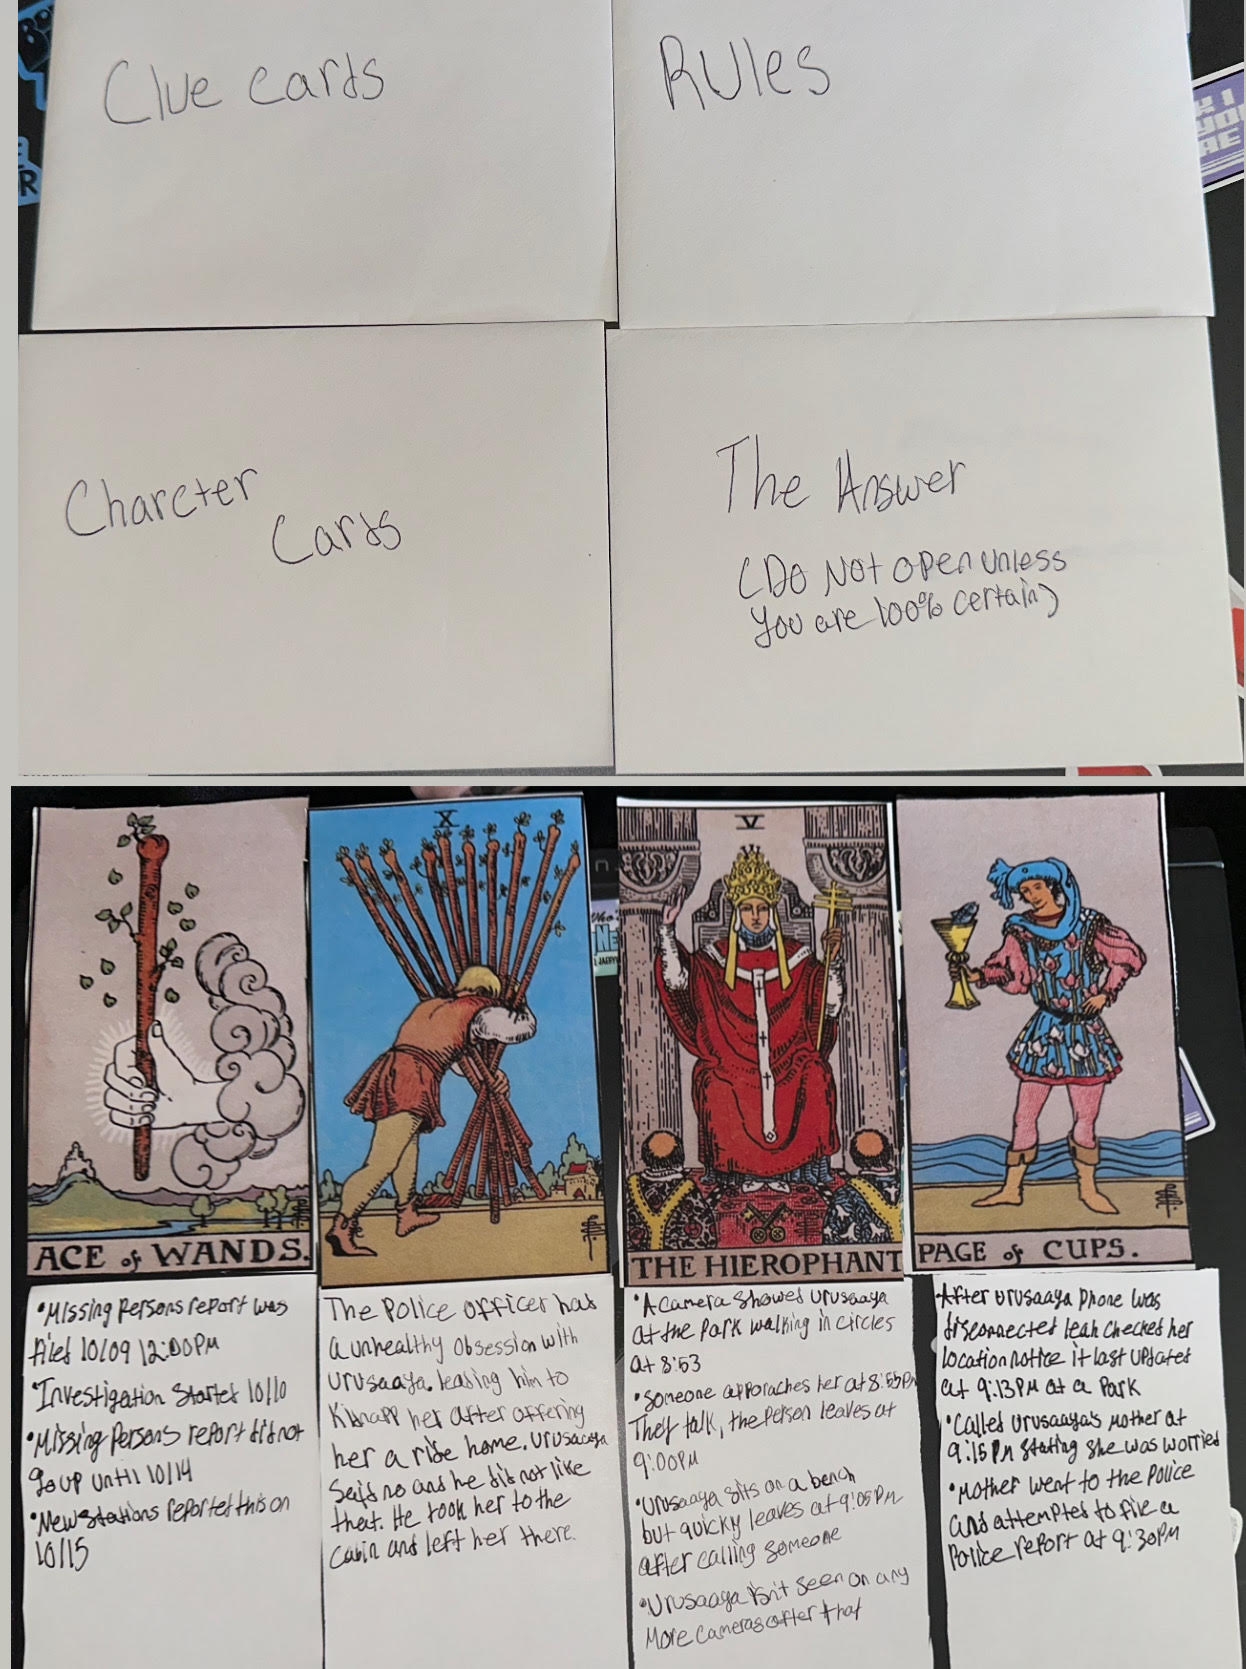 Clue cards
Rules
Charcter
Cards
The Answer
(Do Not open unless
you are 100% certain)
ACE of WANDS.
•Missing persons report was
filed 10/09 12:00PM
•Investigation started 10/10
•Missing Persons report did not
go up until 10/14
•New stations reported this on
10/15
X
The Police officer has
a unhealthy obsession with
urusaaya. leading him to
Kidnapp her after offering
her a ride home. urusaaya
Said no and he did not like
that. He took her to the
Cabin and left her there.
V
THE HIEROPHANT
•A camera showed urusaaya
at the Park walking in circles
at 8:53
•Someone apporaches her at 8:55PM
They talk, the person leaves at
9:00PM
•Urusaaya sits on a bench
but quicky leaves at 9:05PM
after calling someone
•Urusaaya isn't seen on any
More cameras after that
PAGE of CUPS.
After urusaaya phone was
disconnected leah checked her
location notice it last updated
at 9:13PM at a Park
•Called urusaaya's mother at
9:15PM stating she was worried
•Mother went to the police
and attempted to file a
Police report at 9:30PM